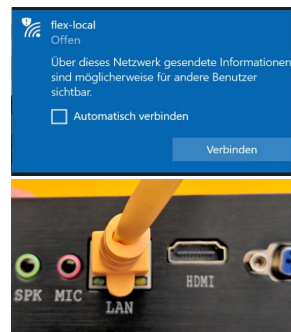 flex-local
Offen
Über dieses Netzwerk gesendete Informationen
sind möglicherweise für andere Benutzer
sichtbar.
Automatisch verbinden
Verbinden
SPK MIC LAN HDMI